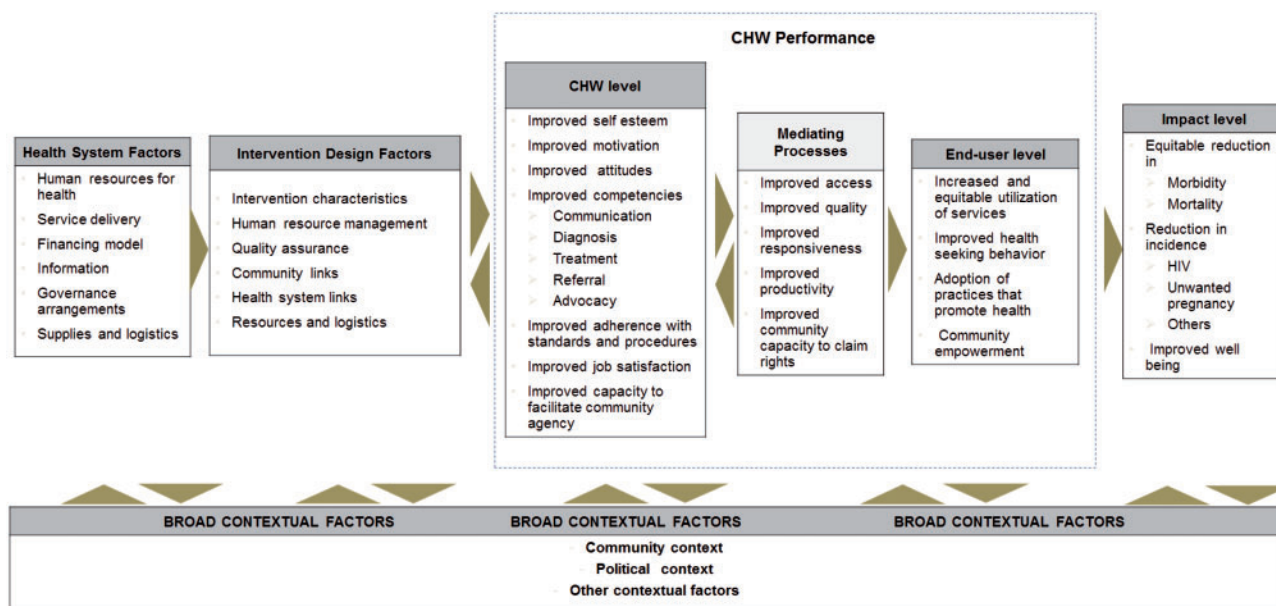 CHW Performance
Health System Factors
Human resources for
health
Service delivery
Financing model
Information
Governance
arrangements
Supplies and logistics
Intervention Design Factors
Intervention characteristics
Human resource management
Quality assurance
Community links
Health system links
Resources and logistics
CHW level
Improved self esteem
Improved motivation
Improved attitudes
Improved competencies
Communication
Diagnosis
Treatment
Referral
Advocacy
Improved adherence with
standards and procedures
Improved job satisfaction
Improved capacity to
facilitate community
agency
Mediating
Processes
Improved access
Improved quality
Improved
responsiveness
Improved
productivity
Improved
community
capacity to claim
rights
End-user level
Increased and
equitable utilization
of services
Improved health
seeking behavior
Adoption of
practices that
promote health
Community
empowerment
Impact level
Equitable reduction
in
Morbidity
Mortality
Reduction in
incidence
HIV
Unwanted
pregnancy
Others
Improved well
being
BROAD CONTEXTUAL FACTORS BROAD CONTEXTUAL FACTORS BROAD CONTEXTUAL FACTORS
Community context
Political context
Other contextual factors